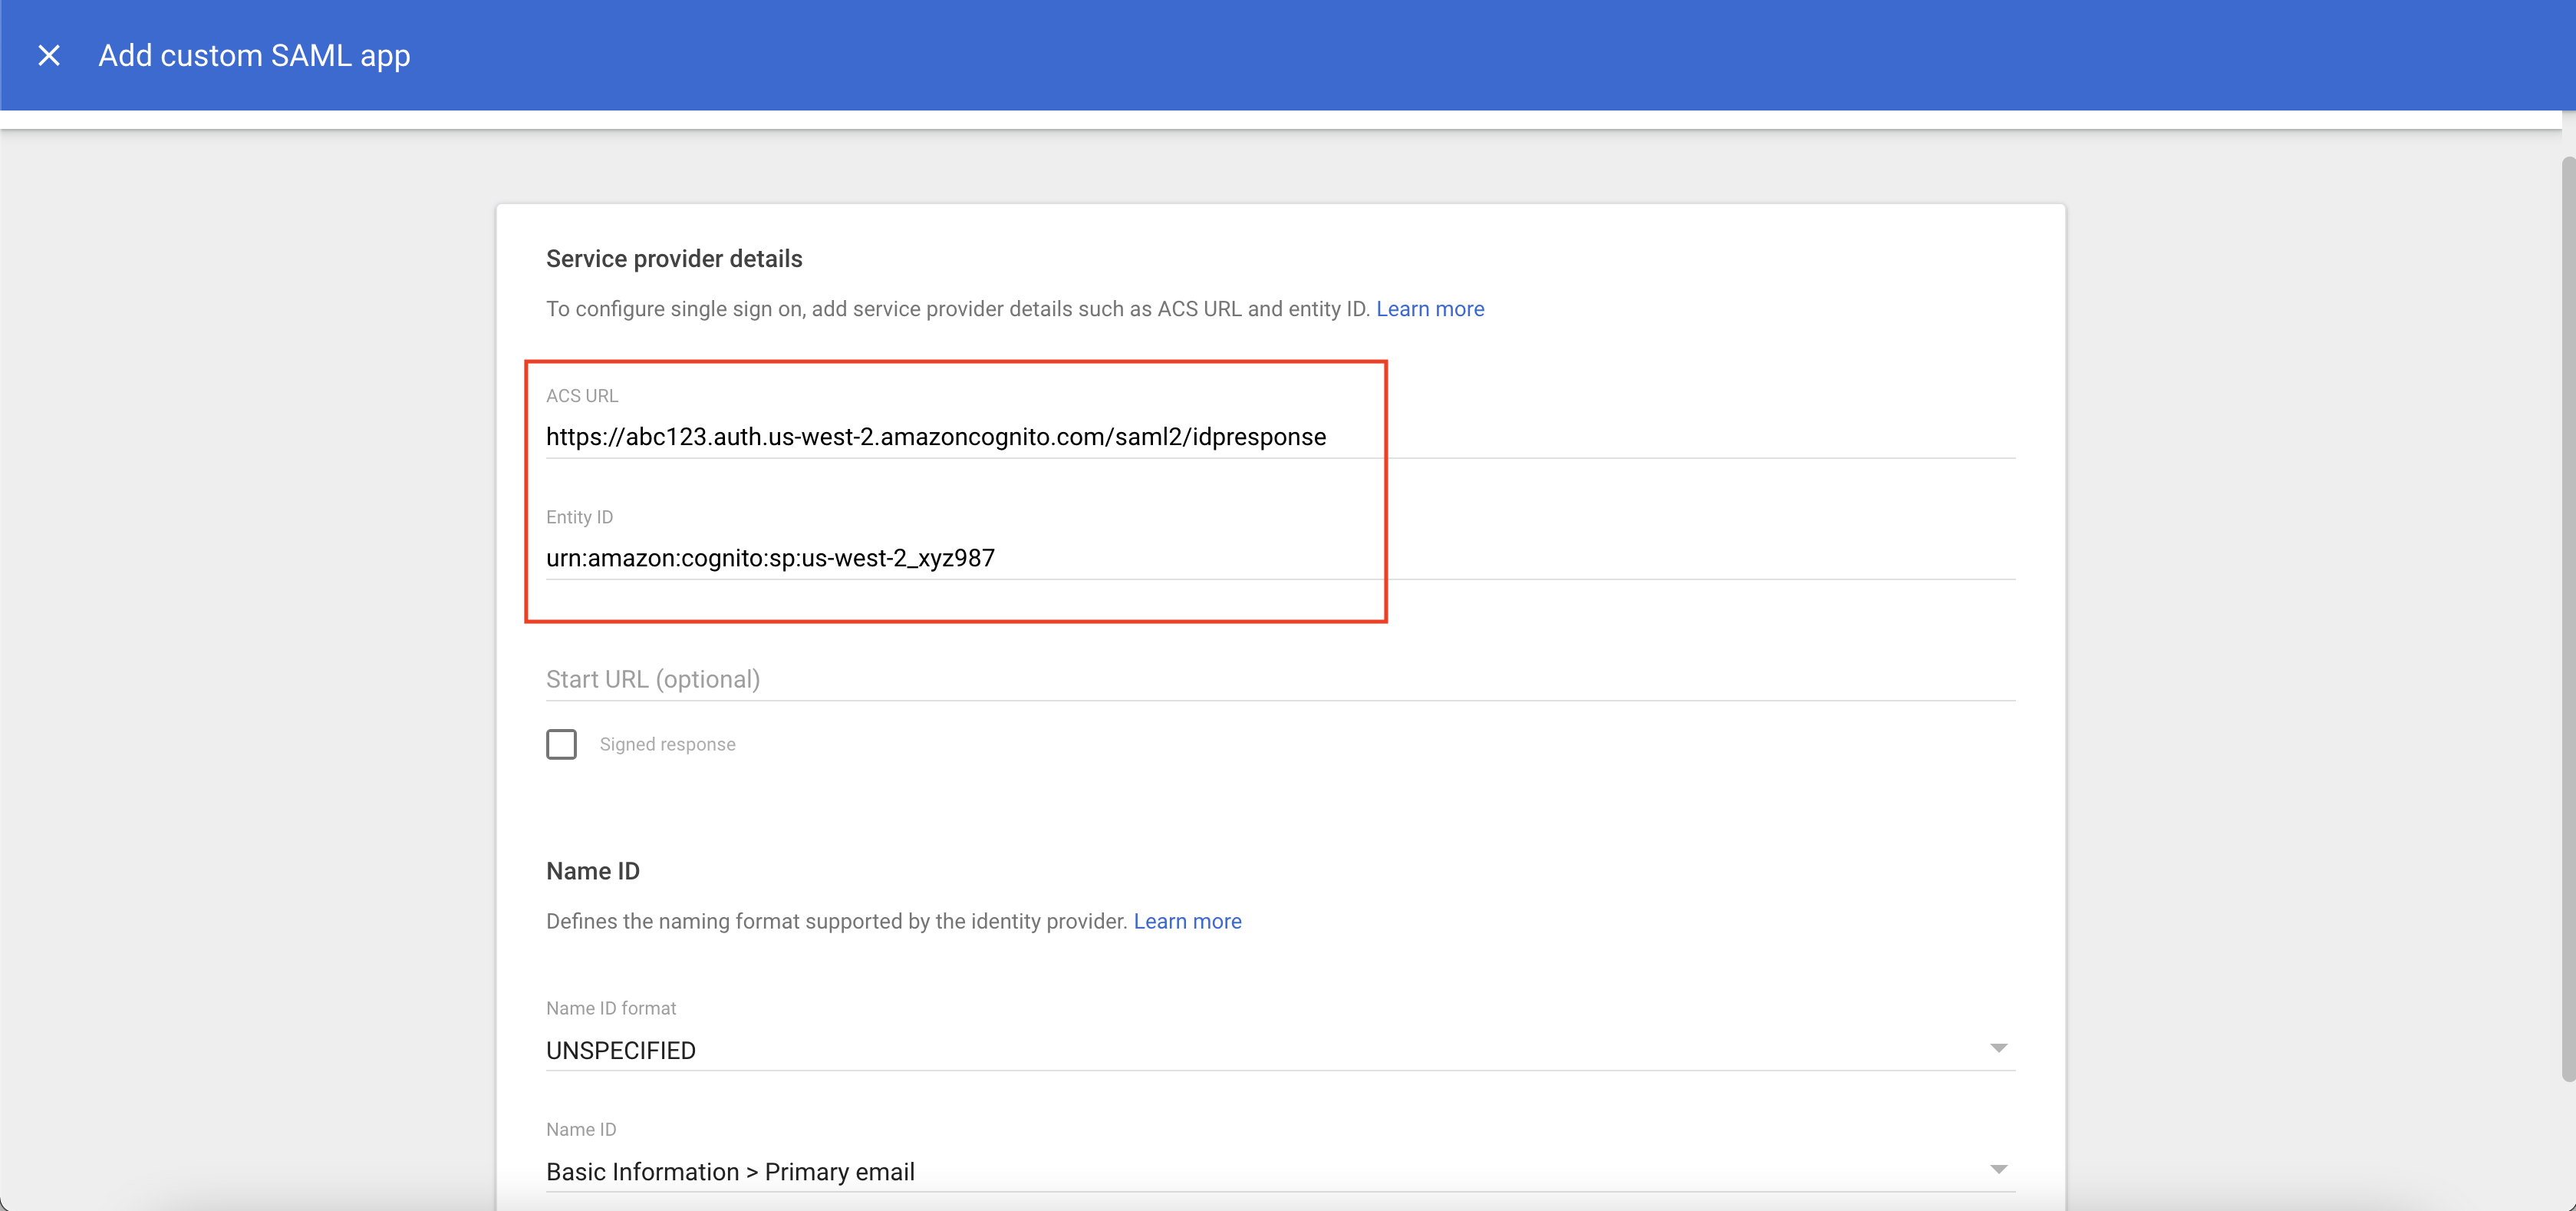 Add custom SAML app
Service provider details
To configure single sign on, add service provider details such as ACS URL and entity ID. Learn more
ACS URL
https://abc123.auth.us-west-2.amazoncognito.com/saml2/idpresponse
Entity ID
urn:amazon:cognito:sp:us-west-2_xyz987
Start URL (optional)
Signed response
Name ID
Defines the naming format supported by the identity provider. Learn more
Name ID format
UNSPECIFIED
Name ID
Basic Information > Primary email